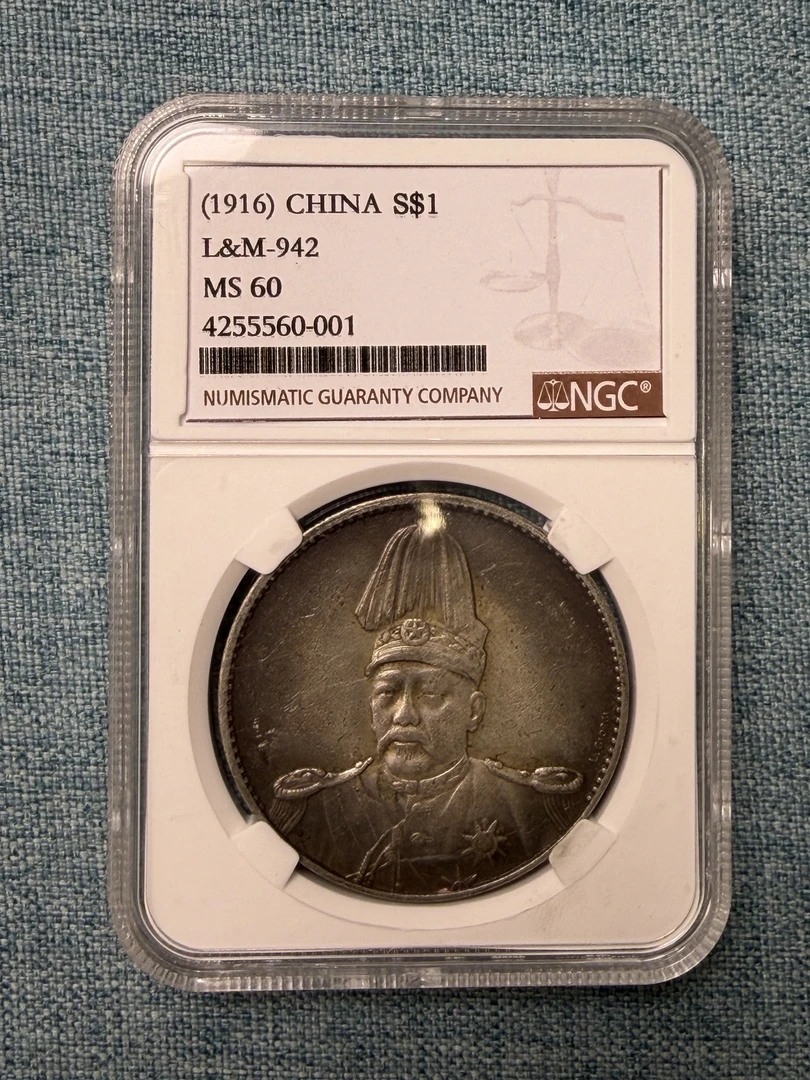 (1916) CHINA S$1
L&M-942
MS 60
4255560-001
NUMISMATIC GUARANTY COMPANY
NGC®